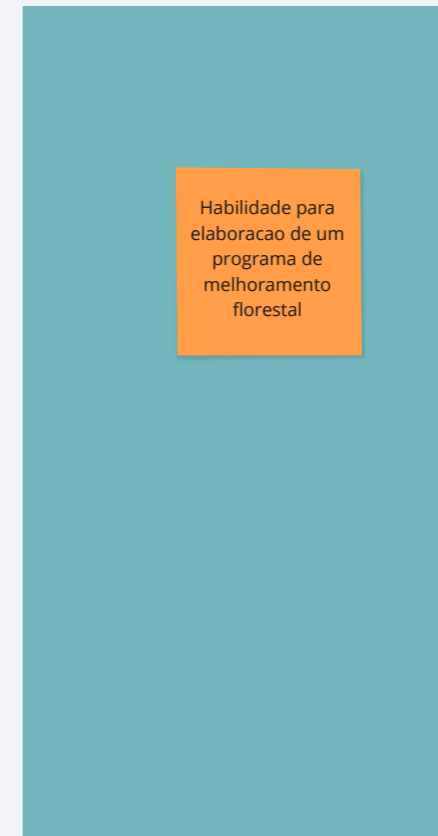 Habilidade para
elaboracao de um
programa de
melhoramento
florestal